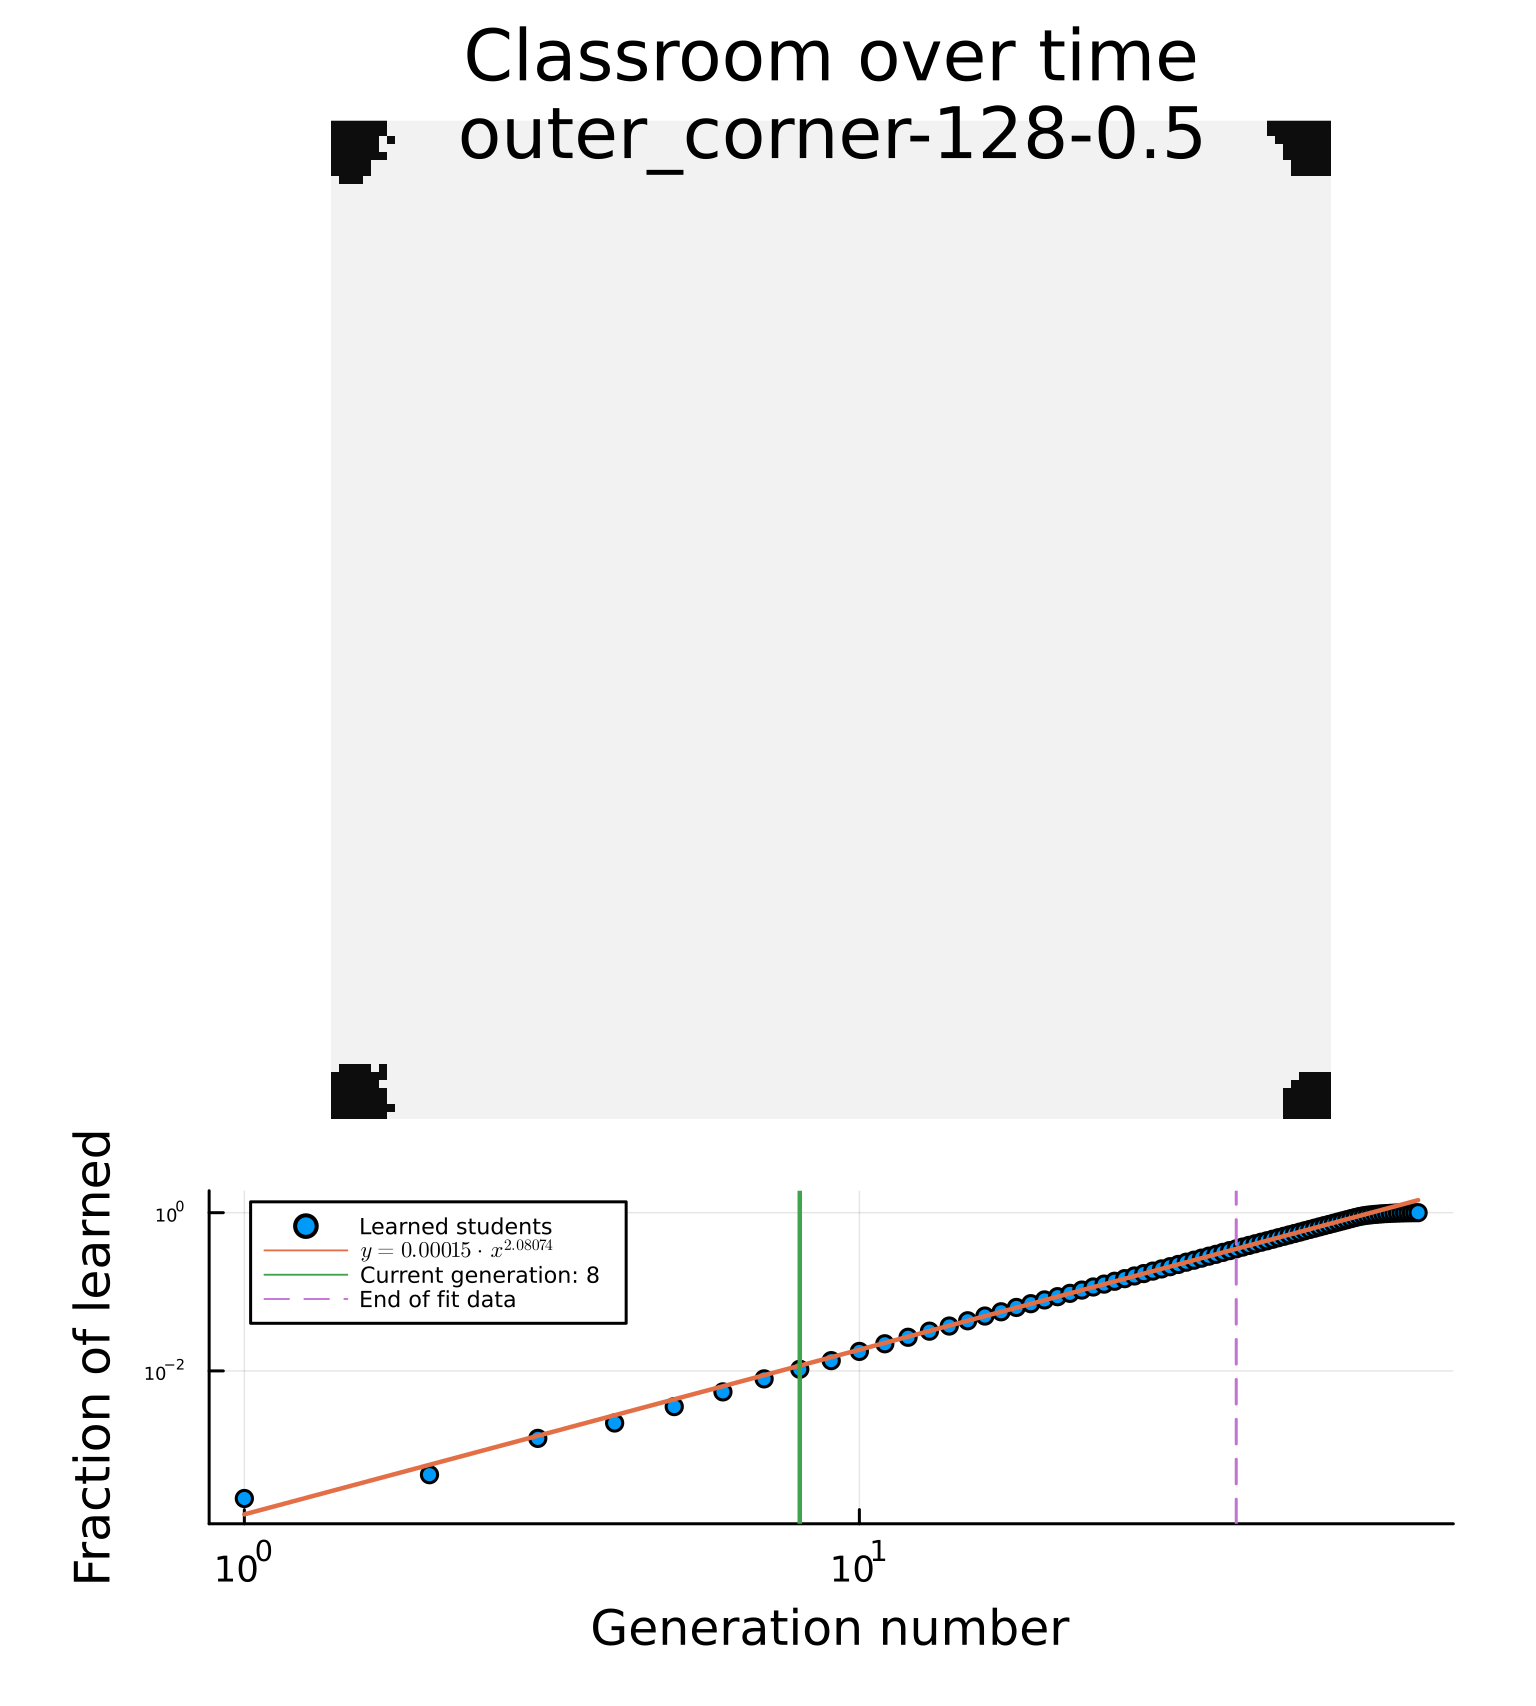 Classroom over time
outer_corner-128-0.5
Fraction of learned
10⁰
10⁻²
Learned students
y = 0.00015 · x^2.08074
Current generation: 8
End of fit data
10⁰
10¹
Generation number